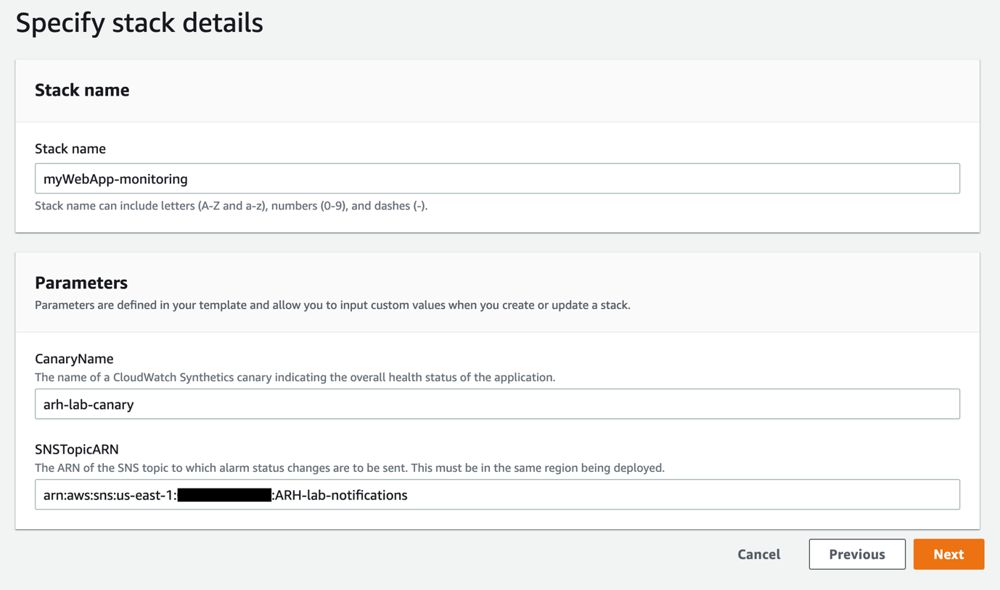 Specify stack details
Stack name
Stack name
myWebApp-monitoring
Stack name can include letters (A-Z and a-z), numbers (0-9), and dashes (-).
Parameters
Parameters are defined in your template and allow you to input custom values when you create or update a stack.
CanaryName
The name of a CloudWatch Synthetics canary indicating the overall health status of the application.
arh-lab-canary
SNSTopicARN
The ARN of the SNS topic to which alarm status changes are to be sent. This must be in the same region being deployed.
arn:aws:sns:us-east-1: :ARH-lab-notifications
Cancel Previous Next